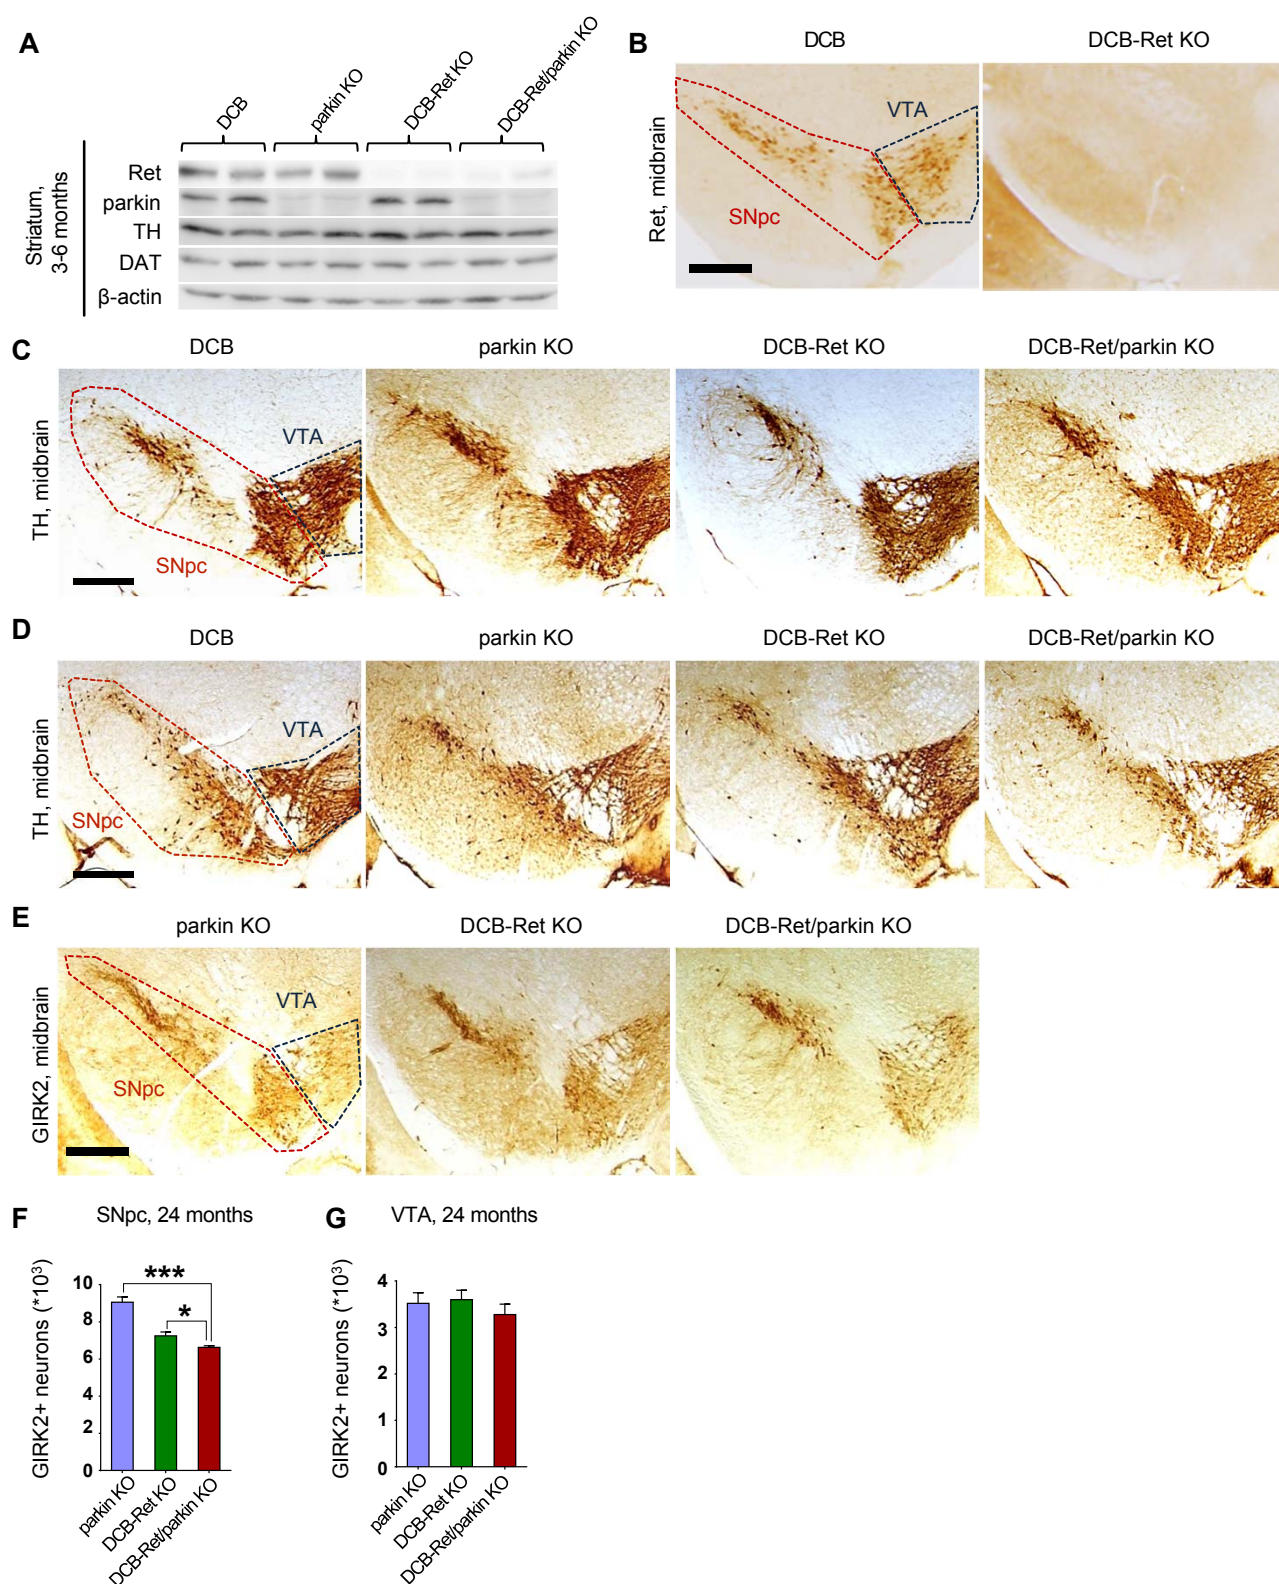 A
DCB
parkin KO
DCB-Ret KO
DCB-Ret/parkin KO
Striatum,
3-6 months
Ret
parkin
TH
DAT
β-actin
B
DCB
DCB-Ret KO
Ret, midbrain
VTA
SNpc
C
DCB
parkin KO
DCB-Ret KO
DCB-Ret/parkin KO
TH, midbrain
VTA
SNpc
D
DCB
parkin KO
DCB-Ret KO
DCB-Ret/parkin KO
TH, midbrain
VTA
SNpc
E
parkin KO
DCB-Ret KO
DCB-Ret/parkin KO
GIRK2, midbrain
VTA
SNpc
F
SNpc, 24 months
GIRK2+ neurons (*10³)
10
8
6
4
2
0
***
*
parkin KO
DCB-Ret KO
DCB-Ret/parkin KO
G
VTA, 24 months
GIRK2+ neurons (*10³)
4
3
2
1
0
parkin KO
DCB-Ret KO
DCB-Ret/parkin KO